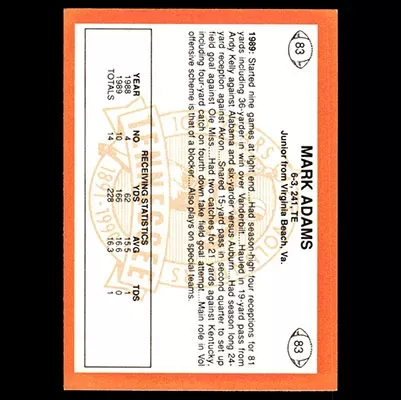 83
83
MARK ADAMS
6-3, 241, TE
Junior from Virginia Beach, Va.
1989: Started nine games at tight end...Had season-high four receptions for 81
yards including 36-yarder in win over Vanderbilt...Hauled in 19-yard pass from
Andy Kelly against Alabama and six-yarder versus Auburn...Had season long 24-
yard reception against Akron...Snared 15-yard pass in second quarter to set up
field goal against Ole Miss...Had two catches for 21 yards against Kentucky,
including four-yard catch on fourth down fake field goal attempt...Main role in Vol
offensive scheme is that of a blocker...Also plays on special teams.
RECEIVING STATISTICS
YEAR NO. YDS AVG TDS
1988 4 62 15.5 1
1989 10 166 16.6 0
TOTALS 14 228 16.3 1
TENNESSEE